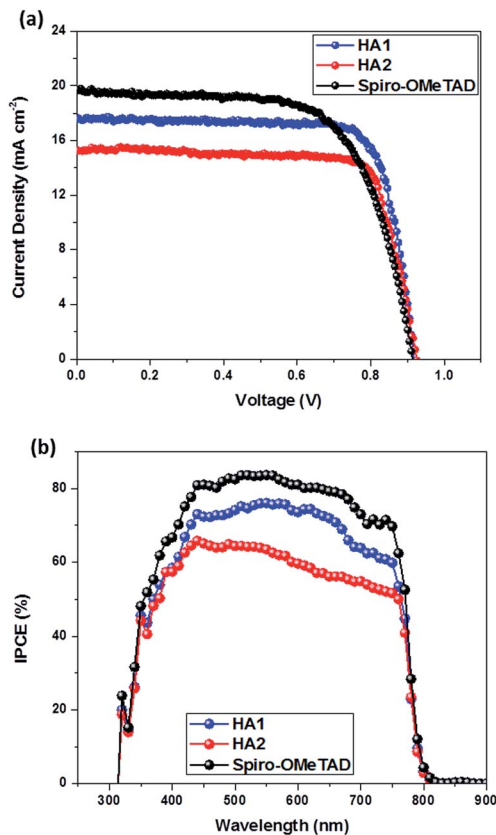 (a)
24
20
16
12
8
4
0
Current Density (mA cm⁻²)
HA1
HA2
Spiro-OMeTAD
0.0 0.2 0.4 0.6 0.8 1.0
Voltage (V)
(b)
80
60
40
20
0
IPCE (%)
HA1
HA2
Spiro-OMeTAD
300 400 500 600 700 800 900
Wavelength (nm)